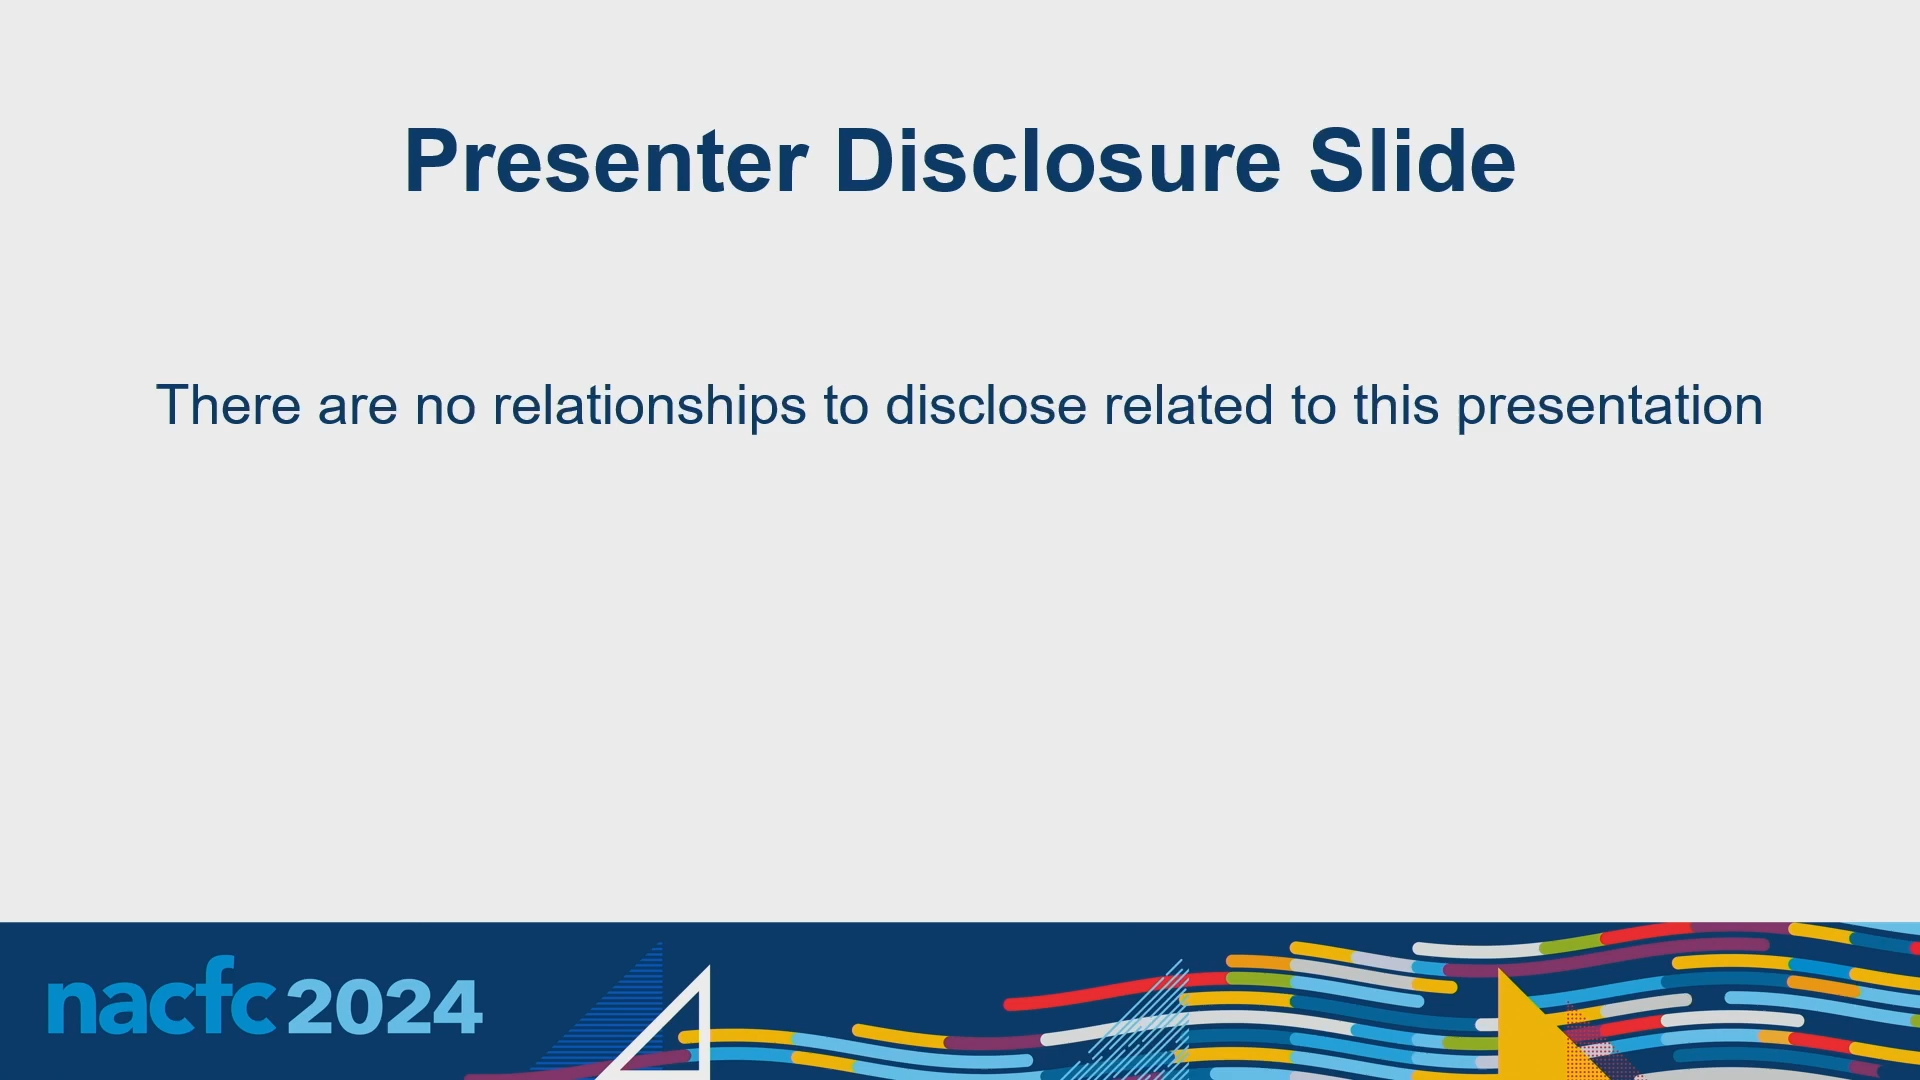 Presenter Disclosure Slide
There are no relationships to disclose related to this presentation
nacfc 2024